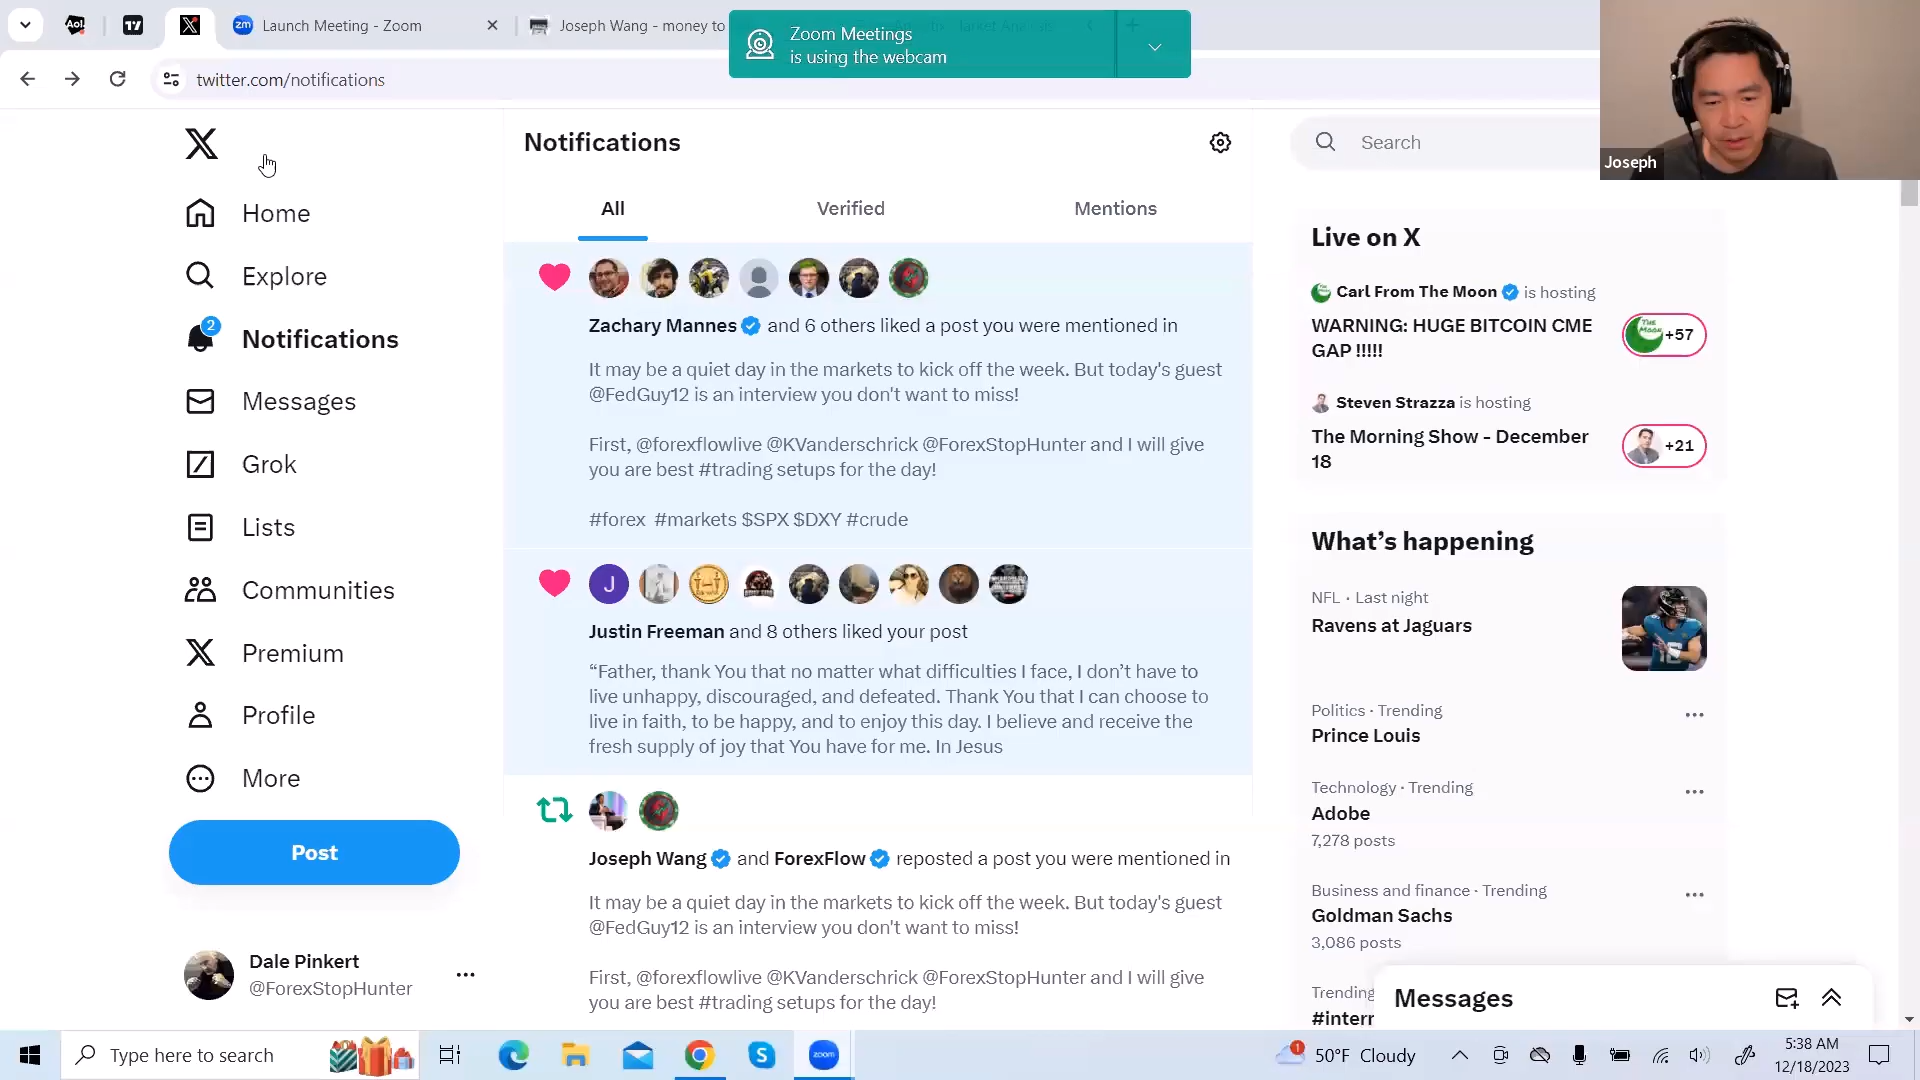 Aol.
zm
Launch Meeting - Zoom
Joseph Wang - money to
Zoom Meetings
is using the webcam
twitter.com/notifications
Joseph
Home
Explore
2
Notifications
Messages
Grok
Lists
Communities
Premium
Profile
More
Post
Dale Pinkert
@ForexStopHunter
Notifications
All
Verified
Mentions
Zachary Mannes and 6 others liked a post you were mentioned in
It may be a quiet day in the markets to kick off the week. But today's guest
@FedGuy12 is an interview you don't want to miss!
First, @forexflowlive @KVanderschrick @ForexStopHunter and I will give
you are best #trading setups for the day!
#forex #markets $SPX $DXY #crude
J
Justin Freeman and 8 others liked your post
“Father, thank You that no matter what difficulties I face, I don’t have to
live unhappy, discouraged, and defeated. Thank You that I can choose to
live in faith, to be happy, and to enjoy this day. I believe and receive the
fresh supply of joy that You have for me. In Jesus
Joseph Wang and ForexFlow reposted a post you were mentioned in
It may be a quiet day in the markets to kick off the week. But today's guest
@FedGuy12 is an interview you don't want to miss!
First, @forexflowlive @KVanderschrick @ForexStopHunter and I will give
you are best #trading setups for the day!
Search
Live on X
Carl From The Moon is hosting
WARNING: HUGE BITCOIN CME
GAP !!!!!
+57
Steven Strazza is hosting
The Morning Show - December
18
+21
What’s happening
NFL · Last night
Ravens at Jaguars
Politics · Trending
Prince Louis
Technology · Trending
Adobe
7,278 posts
Business and finance · Trending
Goldman Sachs
3,086 posts
Trending
#interr
Messages
Type here to search
zoom
1
50°F Cloudy
5:38 AM
12/18/2023